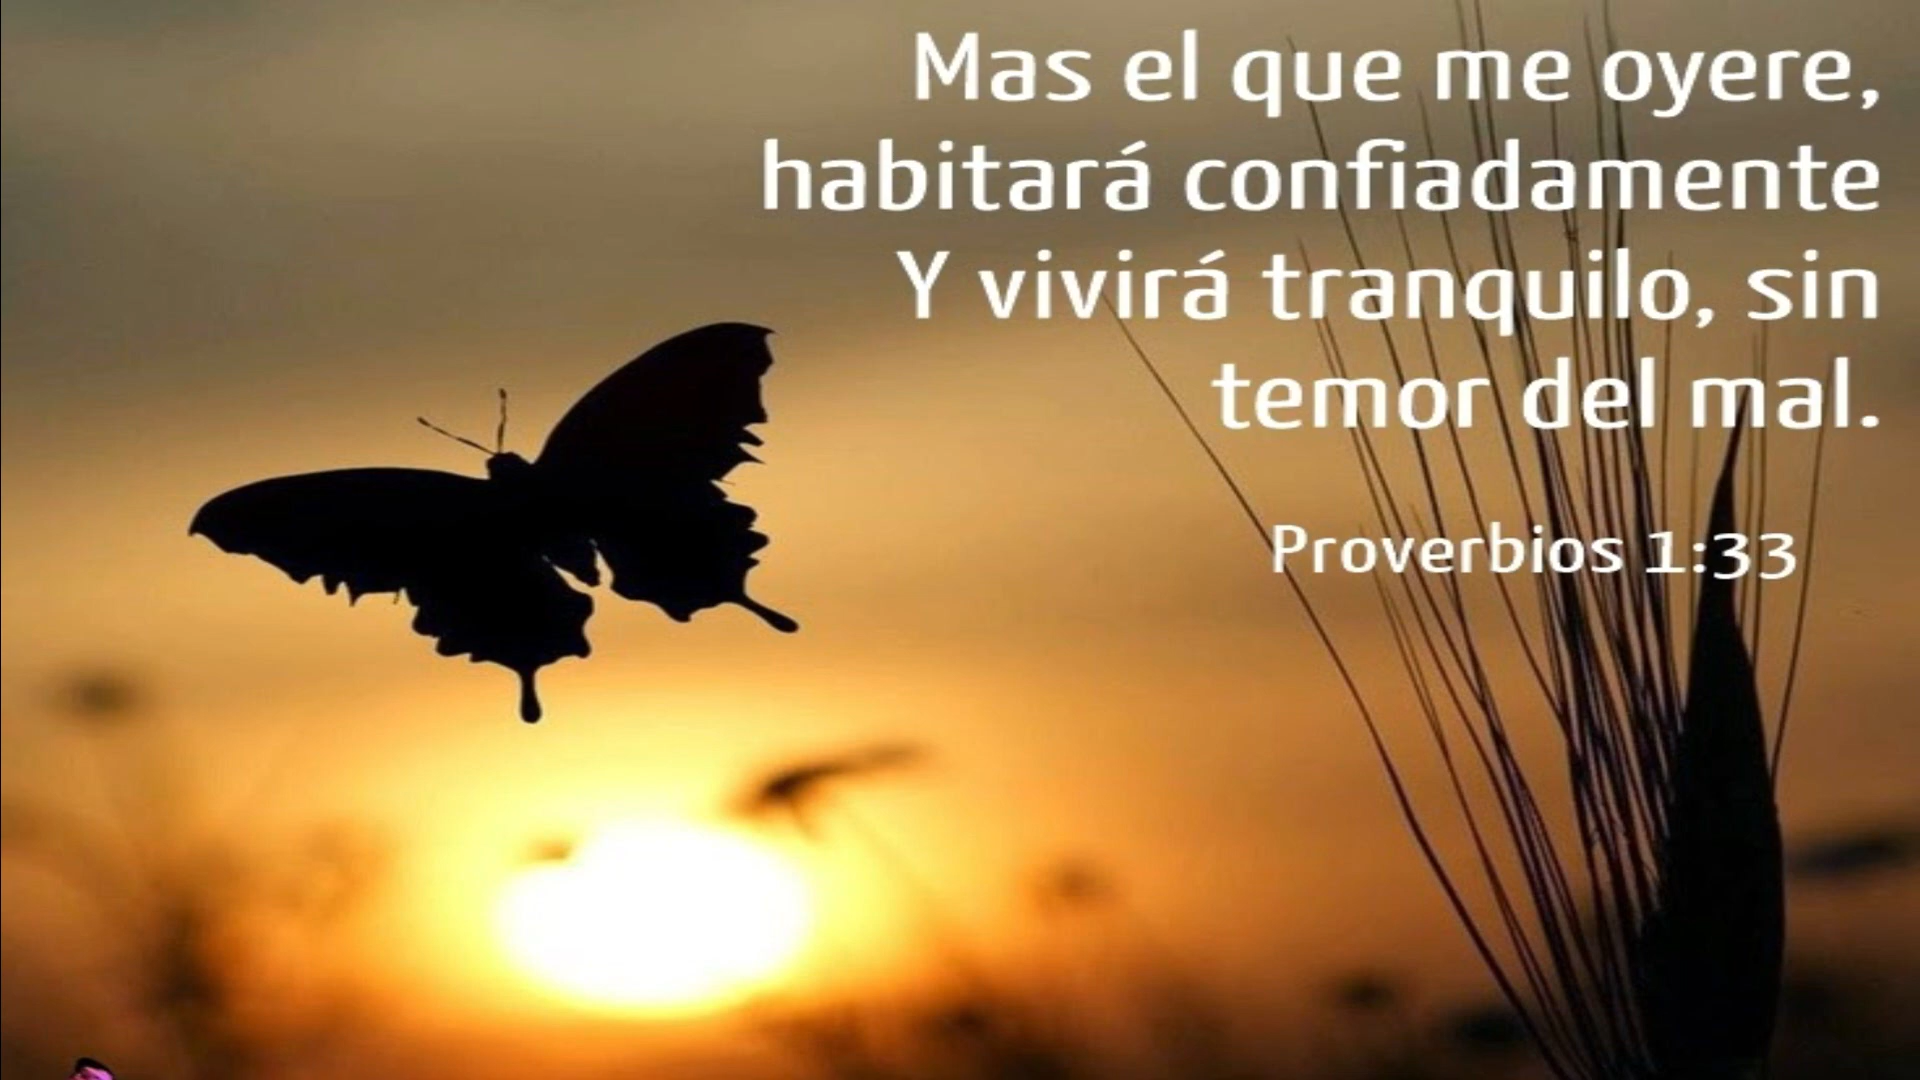 Mas el que me oyere,
habitará confiadamente
Y vivirá tranquilo, sin
temor del mal.
Proverbios 1:33